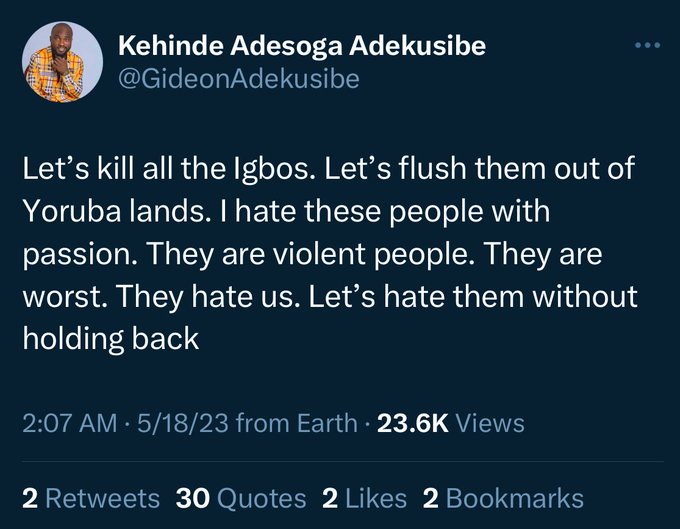 Kehinde Adesoga Adekusibe
@GideonAdekusibe
Let’s kill all the Igbos. Let’s flush them out of
Yoruba lands. I hate these people with
passion. They are violent people. They are
worst. They hate us. Let’s hate them without
holding back
2:07 AM · 5/18/23 from Earth · 23.6K Views
2 Retweets 30 Quotes 2 Likes 2 Bookmarks